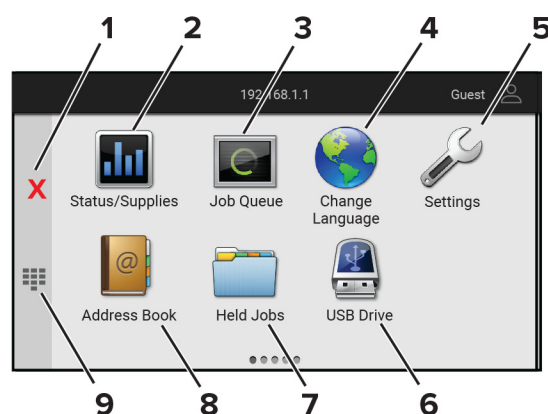 1 2 3 4 5
192.168.1.1 Guest
X
Status/Supplies Job Queue Change Language Settings
@
Address Book Held Jobs USB Drive
9 8 7 6